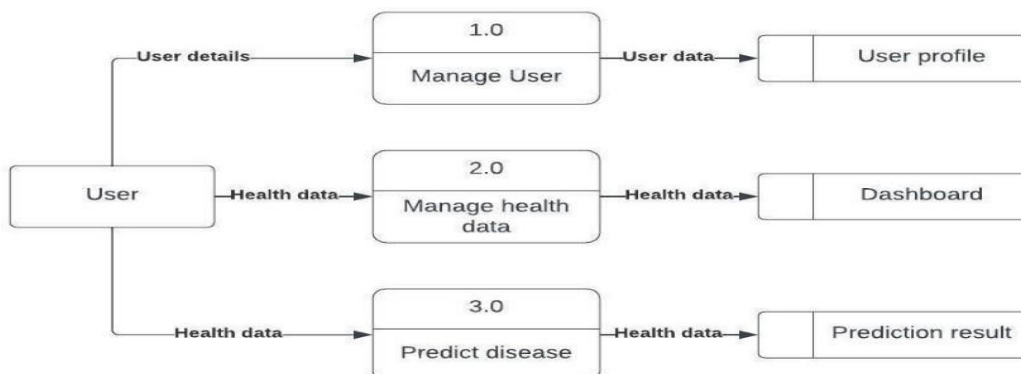 1.0
User details
Manage User
User data
User profile
User
Health data
2.0
Manage health
data
Health data
Dashboard
Health data
3.0
Predict disease
Health data
Prediction result